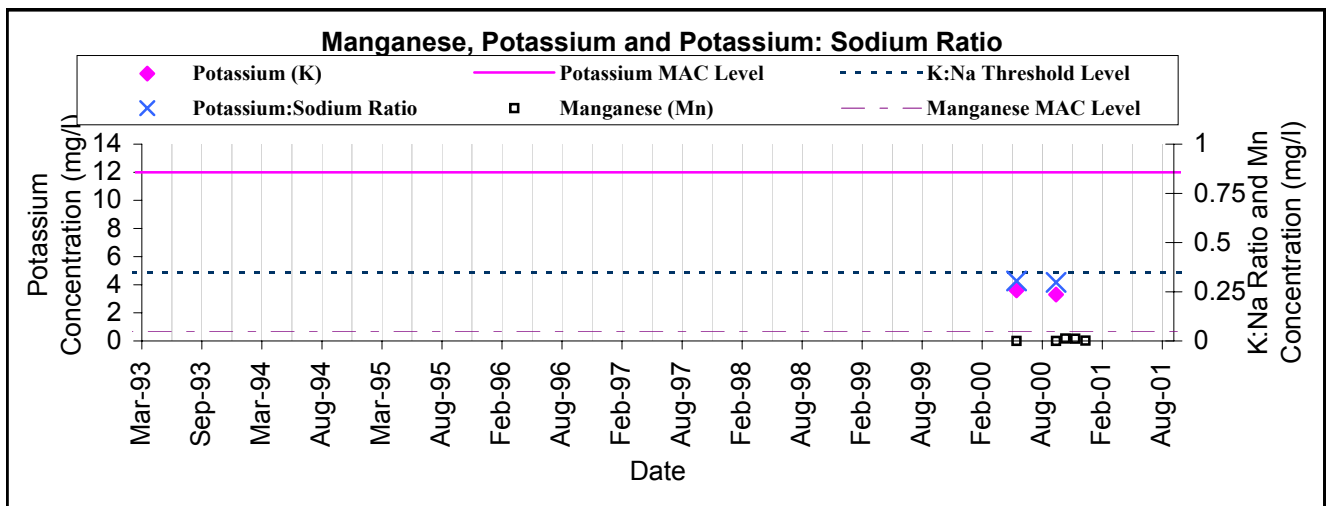 Manganese, Potassium and Potassium: Sodium Ratio
Potassium (K)
Potassium MAC Level
K:Na Threshold Level
Potassium:Sodium Ratio
Manganese (Mn)
Manganese MAC Level
Potassium
Concentration (mg/l)
14
12
10
8
6
4
2
0
1
0.75
0.5
0.25
0
K:Na Ratio and Mn
Concentration (mg/l)
Mar-93
Sep-93
Mar-94
Aug-94
Mar-95
Aug-95
Feb-96
Aug-96
Feb-97
Aug-97
Feb-98
Aug-98
Feb-99
Aug-99
Feb-00
Aug-00
Feb-01
Aug-01
Date